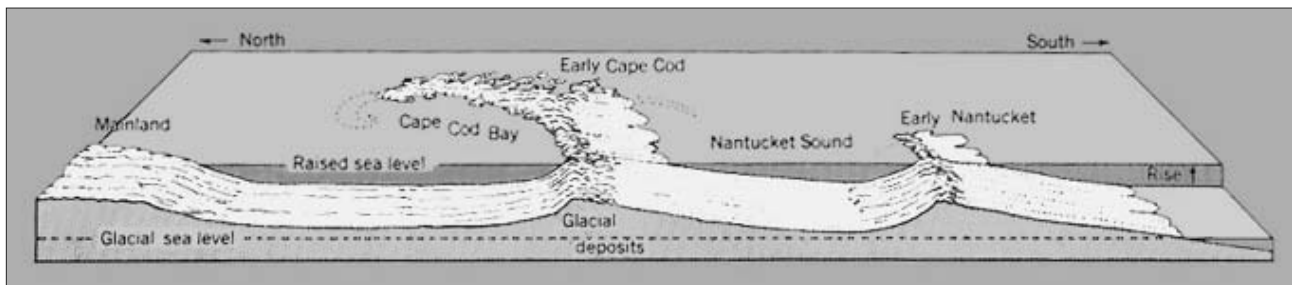 North
South
Early Cape Cod
Mainland
Cape Cod Bay
Early Nantucket
Nantucket Sound
Raised sea level
Rise
Glacial
Glacial sea level
deposits